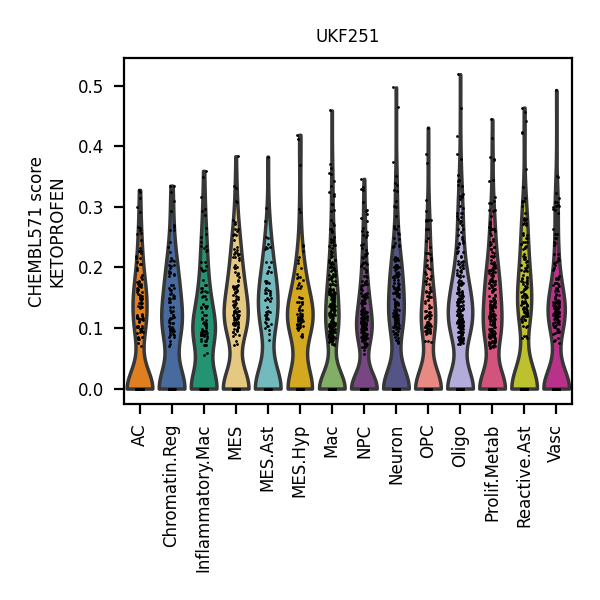 UKF251
CHEMBL571 score
KETOPROFEN
0.5
0.4
0.3
0.2
0.1
0.0
AC
Chromatin.Reg
Inflammatory.Mac
MES
MES.Ast
MES.Hyp
Mac
NPC
Neuron
OPC
Oligo
Prolif.Metab
Reactive.Ast
Vasc